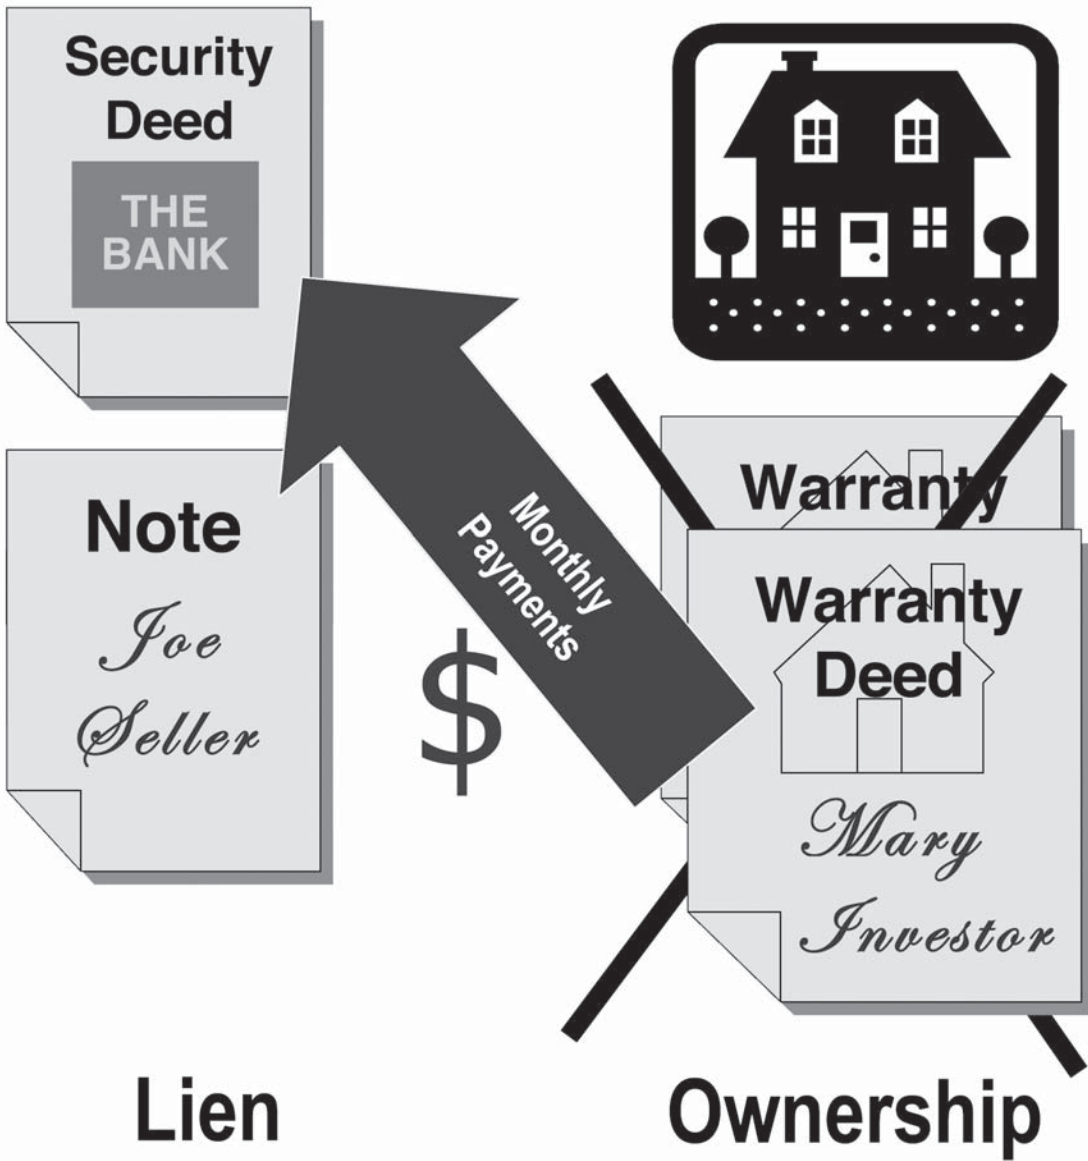 Security
Deed
THE
BANK
Note
Joe
Seller
$
Monthly
Payments
Warranty
Warranty
Deed
Mary
Investor
Lien
Ownership